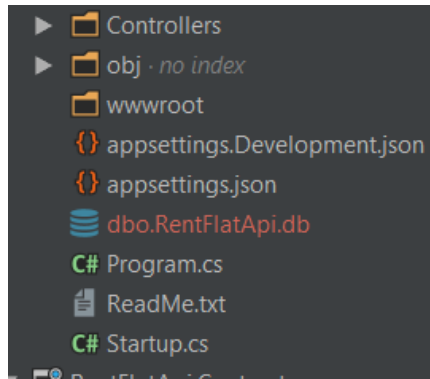 Controllers
obj · no index
wwwroot
appsettings.Development.json
appsettings.json
dbo.RentFlatApi.db
C# Program.cs
ReadMe.txt
C# Startup.cs